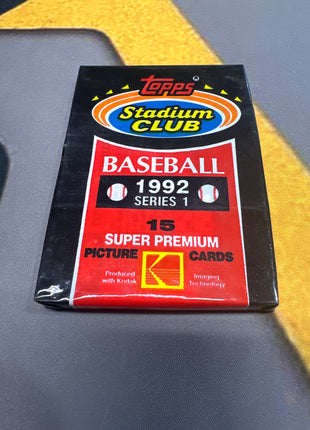 Topps
Stadium
CLUB
BASEBALL
1992
SERIES 1
15
SUPER PREMIUM
PICTURE CARDS
Produced with Kodak
Imaging Technology